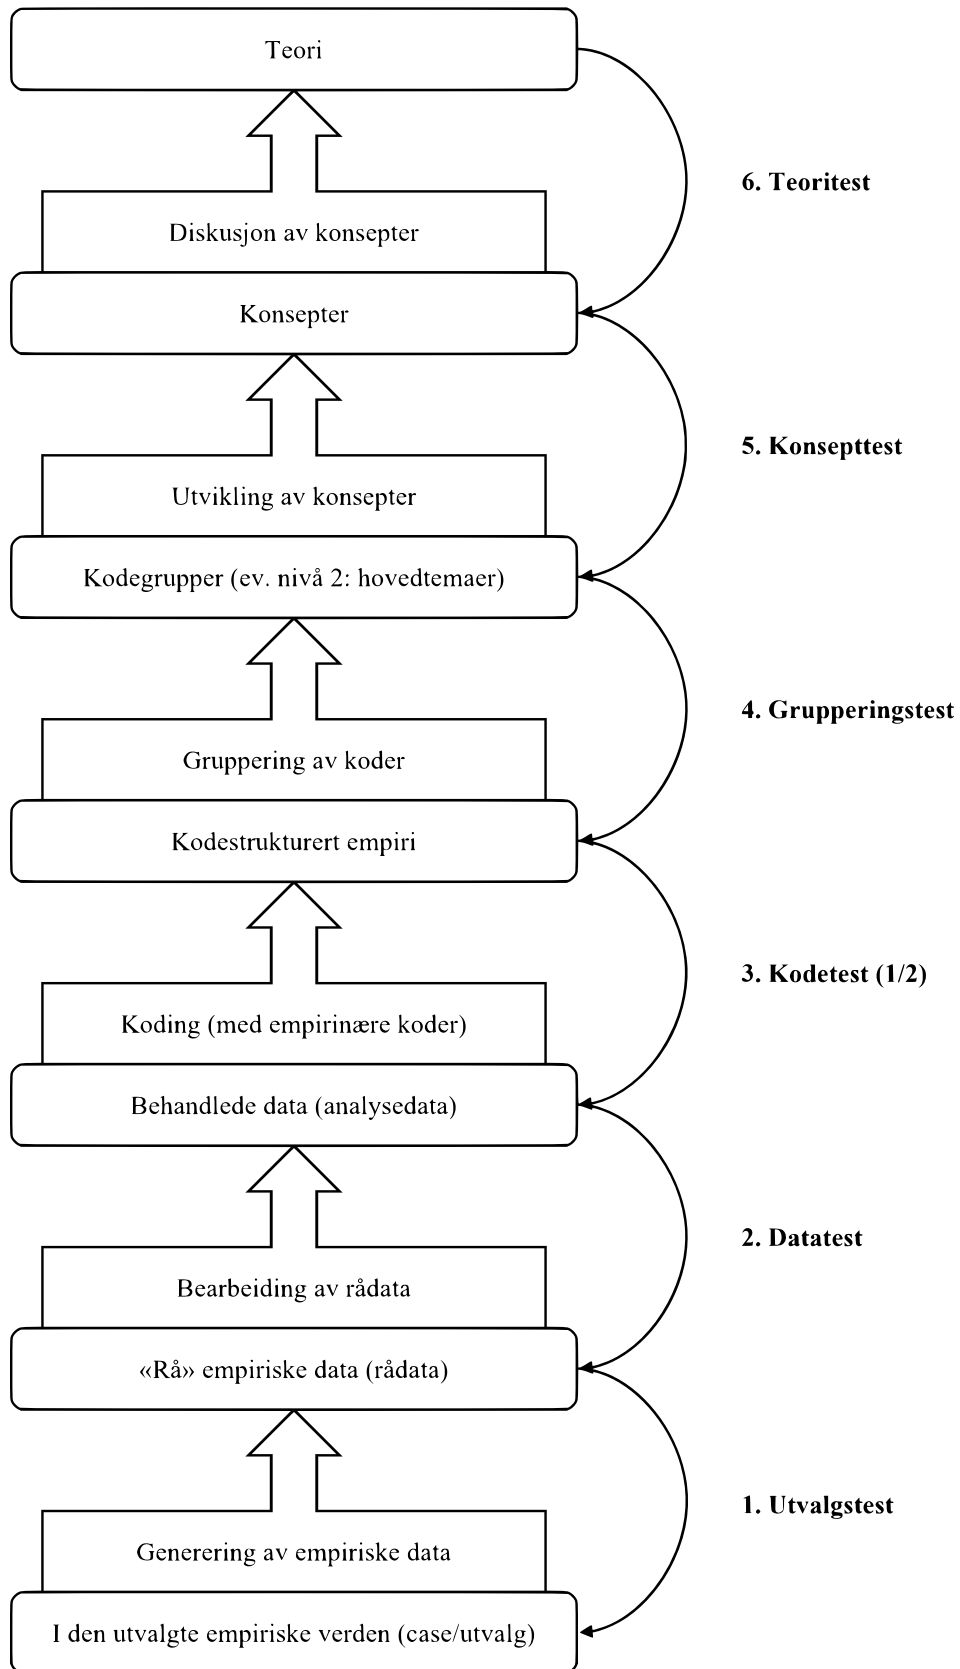 Teori
6. Teoritest
Diskusjon av konsepter
Konsepter
5. Konsepttest
Utvikling av konsepter
Kodegrupper (ev. nivå 2: hovedtemaer)
4. Grupperingstest
Gruppering av koder
Kodestrukturert empiri
3. Kodetest (1/2)
Koding (med empirinære koder)
Behandlede data (analysedata)
2. Datatest
Bearbeiding av rådata
«Rå» empiriske data (rådata)
1. Utvalgstest
Generering av empiriske data
I den utvalgte empiriske verden (case/utvalg)